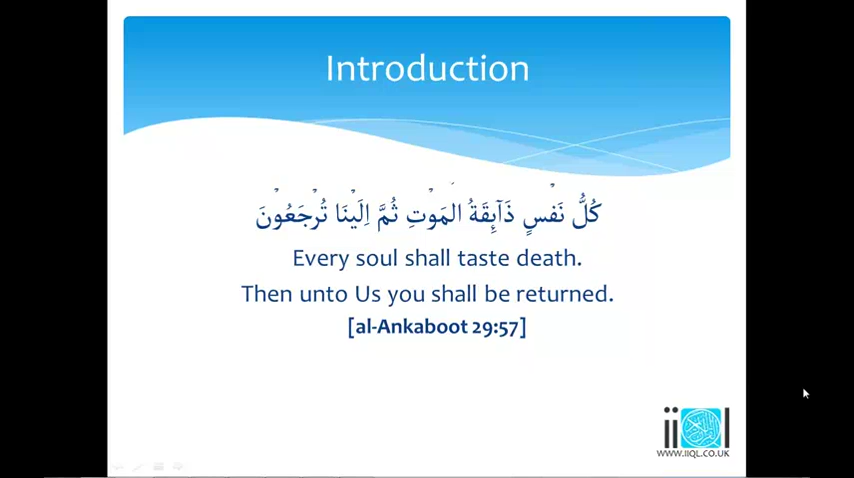 Introduction
كُلُّ نَفْسٍ ذَآئِقَةُ الْمَوْتِ ثُمَّ اِلَيْنَا تُرْجَعُوْنَ
Every soul shall taste death.
Then unto Us you shall be returned.
[al-Ankaboot 29:57]
iiql
WWW.IIQL.CO.UK